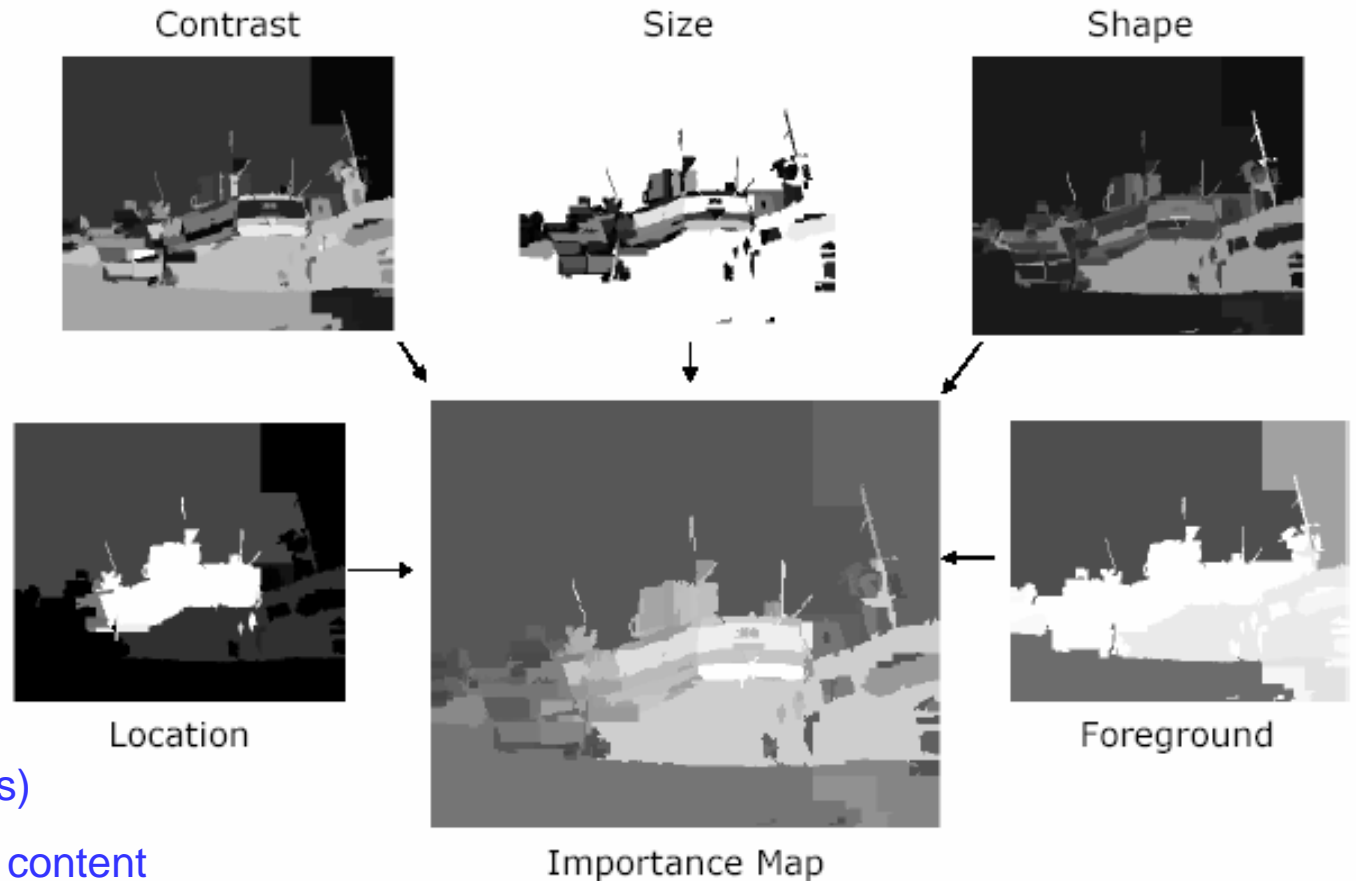 Contrast
Size
Shape
Location
Foreground
s)
content
Importance Map